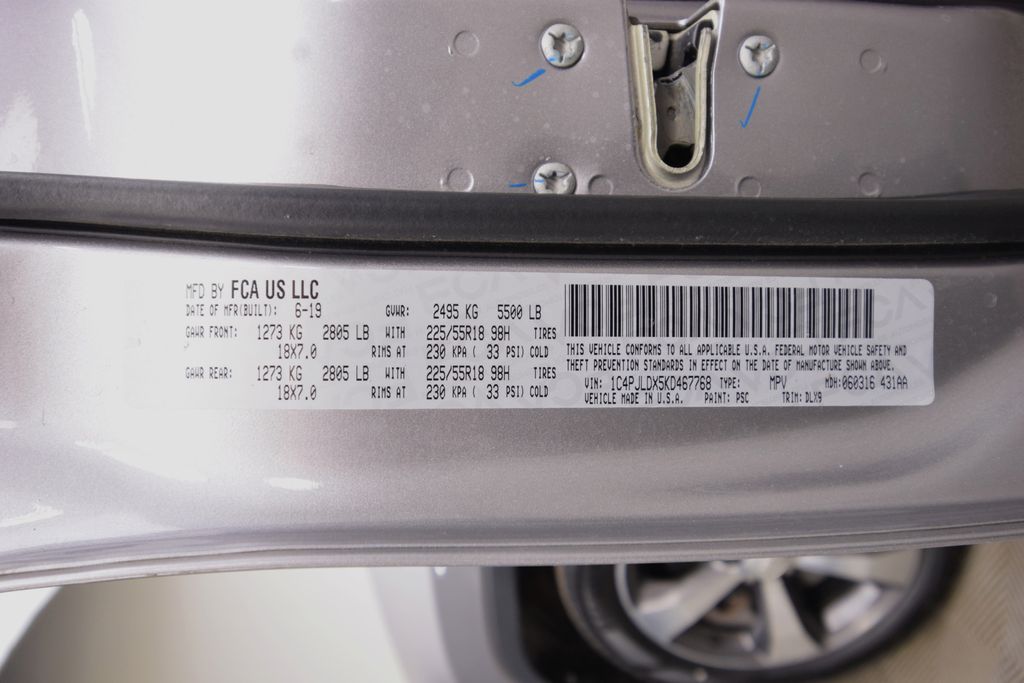 MFD BY FCA US LLC
DATE OF MFR(BUILT): 6-19 GVWR: 2495 KG 5500 LB
GAWR FRONT: 1273 KG 2805 LB WITH 225/55R18 98H TIRES
18X7.0 RIMS AT 230 KPA ( 33 PSI) COLD
GAWR REAR: 1273 KG 2805 LB WITH 225/55R18 98H TIRES
18X7.0 RIMS AT 230 KPA ( 33 PSI) COLD
THIS VEHICLE CONFORMS TO ALL APPLICABLE U.S.A. FEDERAL MOTOR VEHICLE SAFETY AND
THEFT PREVENTION STANDARDS IN EFFECT ON THE DATE OF MANUFACTURE SHOWN ABOVE.
VIN: 1C4PJLDX5KD467768 TYPE: MPV MDH: 060316 431AA
VEHICLE MADE IN U.S.A. PAINT: PSC TRIM: DLX9